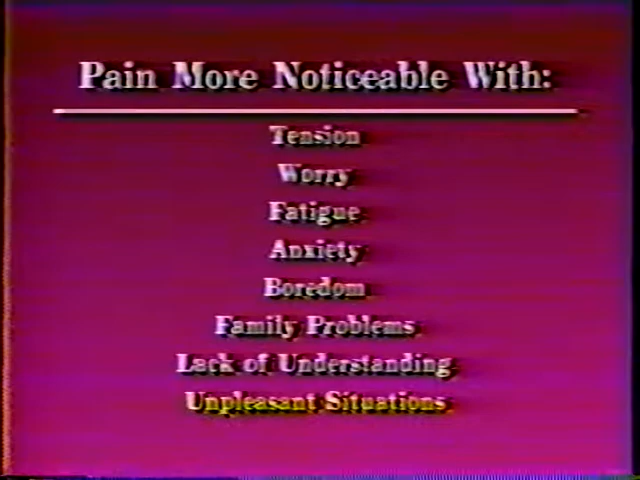 Pain More Noticeable With:
Tension
Worry
Fatigue
Anxiety
Boredom
Family Problems
Lack of Understanding
Unpleasant Situations